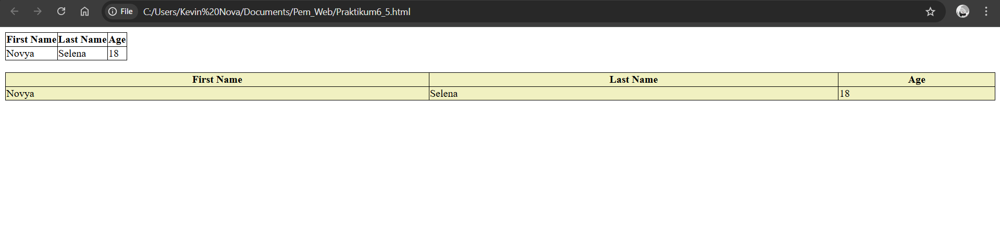 File C:/Users/Kevin%20Nova/Documents/Pem_Web/Praktikum6_5.html
First Name Last Name Age
Novya Selena 18
First Name Last Name Age
Novya Selena 18